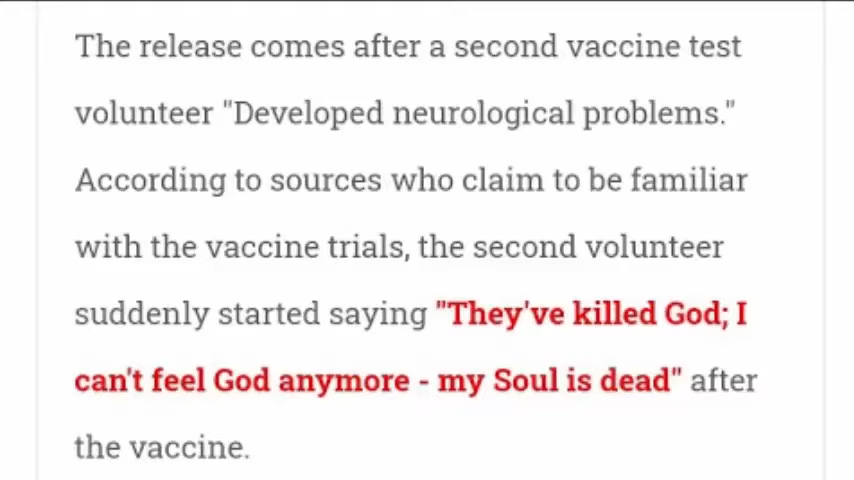 The release comes after a second vaccine test
volunteer "Developed neurological problems."
According to sources who claim to be familiar
with the vaccine trials, the second volunteer
suddenly started saying "They've killed God; I
can't feel God anymore - my Soul is dead" after
the vaccine.